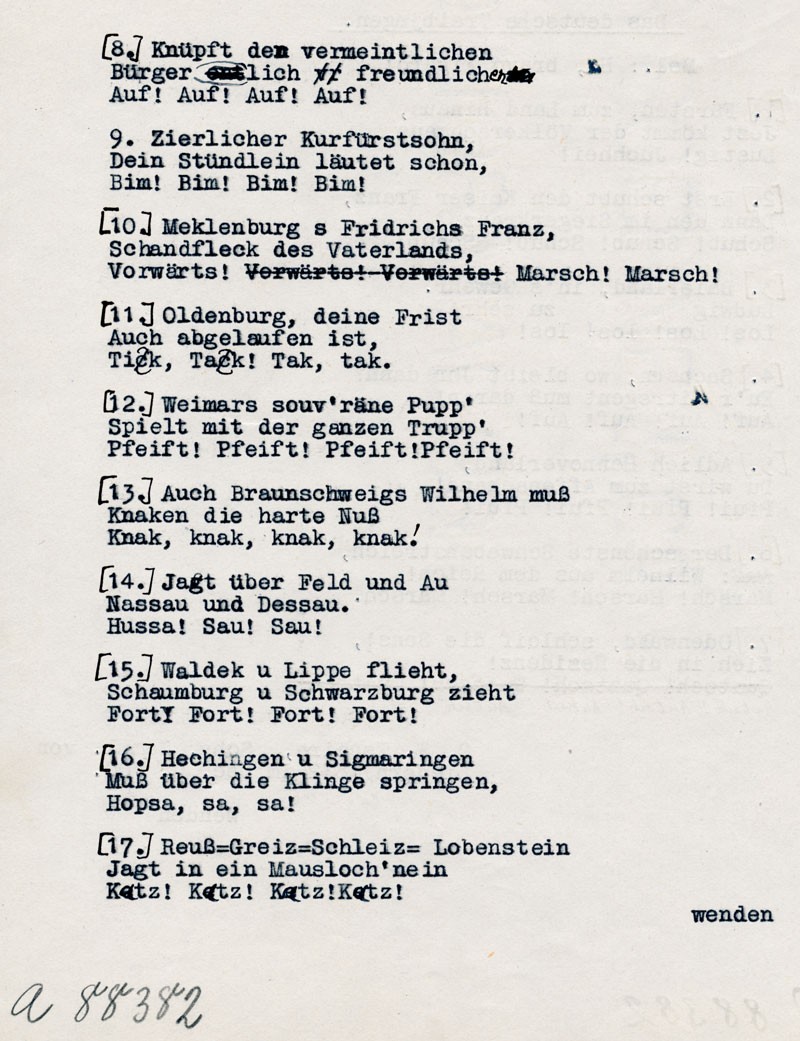 [8.] Knüpft den vermeintlichen
Bürger lich freundlichen
Auf! Auf! Auf! Auf!
9. Zierlicher Kurfürstsohn,
Dein Stündlein läutet schon,
Bim! Bim! Bim! Bim!
[10.] Meklenburg s Fridrichs Franz,
Schandfleck des Vaterlands,
Vorwärts! Vorwärts! Vorwärts! Marsch! Marsch!
[11.] Oldenburg, deine Frist
Auch abgelaufen ist,
Tick, Tack! Tak, tak.
[12.] Weimars souv'räne Pupp'
Spielt mit der ganzen Trupp'
Pfeift! Pfeift! Pfeift!Pfeift!
[13.] Auch Braunschweigs Wilhelm muß
Knaken die harte Nuß
Knak, knak, knak, knak!
[14.] Jagt über Feld und Au
Nassau und Dessau.
Hussa! Sau! Sau!
[15.] Waldek u Lippe flieht,
Schaumburg u Schwarzburg zieht
Fort! Fort! Fort! Fort!
[16.] Hechingen u Sigmaringen
Muß über die Klinge springen,
Hopsa, sa, sa!
[17.] Reuß=Greiz=Schleiz= Lobenstein
Jagt in ein Mausloch'nein
Katz! Katz! Katz!Katz!
wenden
a 88382